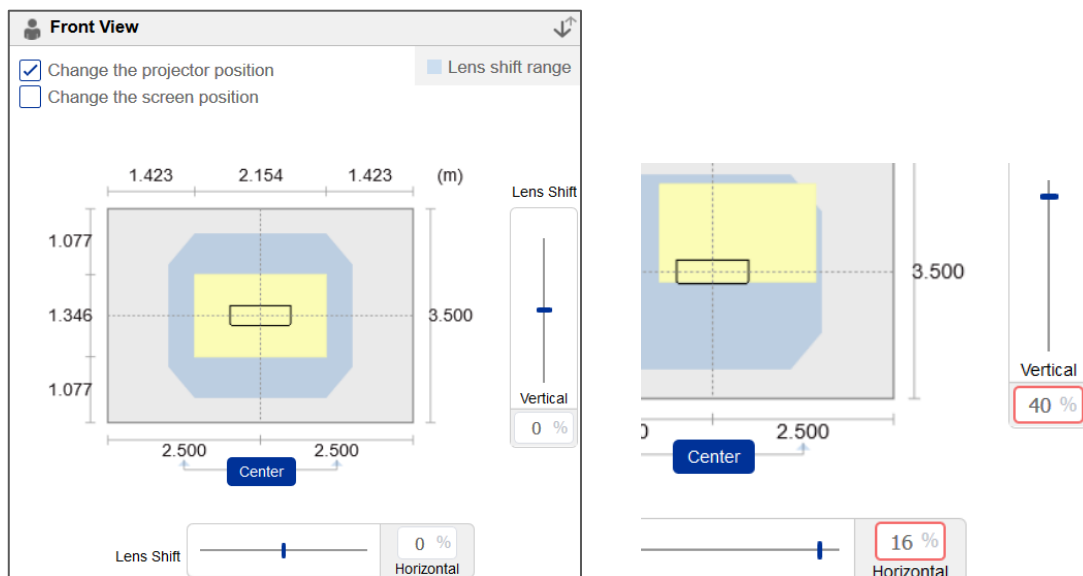 Front View
Change the projector position
Lens shift range
Change the screen position
1.423 2.154 1.423 (m)
Lens Shift
1.077
1.346
3.500
1.077
Vertical
0 %
2.500 2.500
Center
Lens Shift
0 %
Horizontal
3.500
Vertical
40 %
2.500
Center
16 %
Horizontal